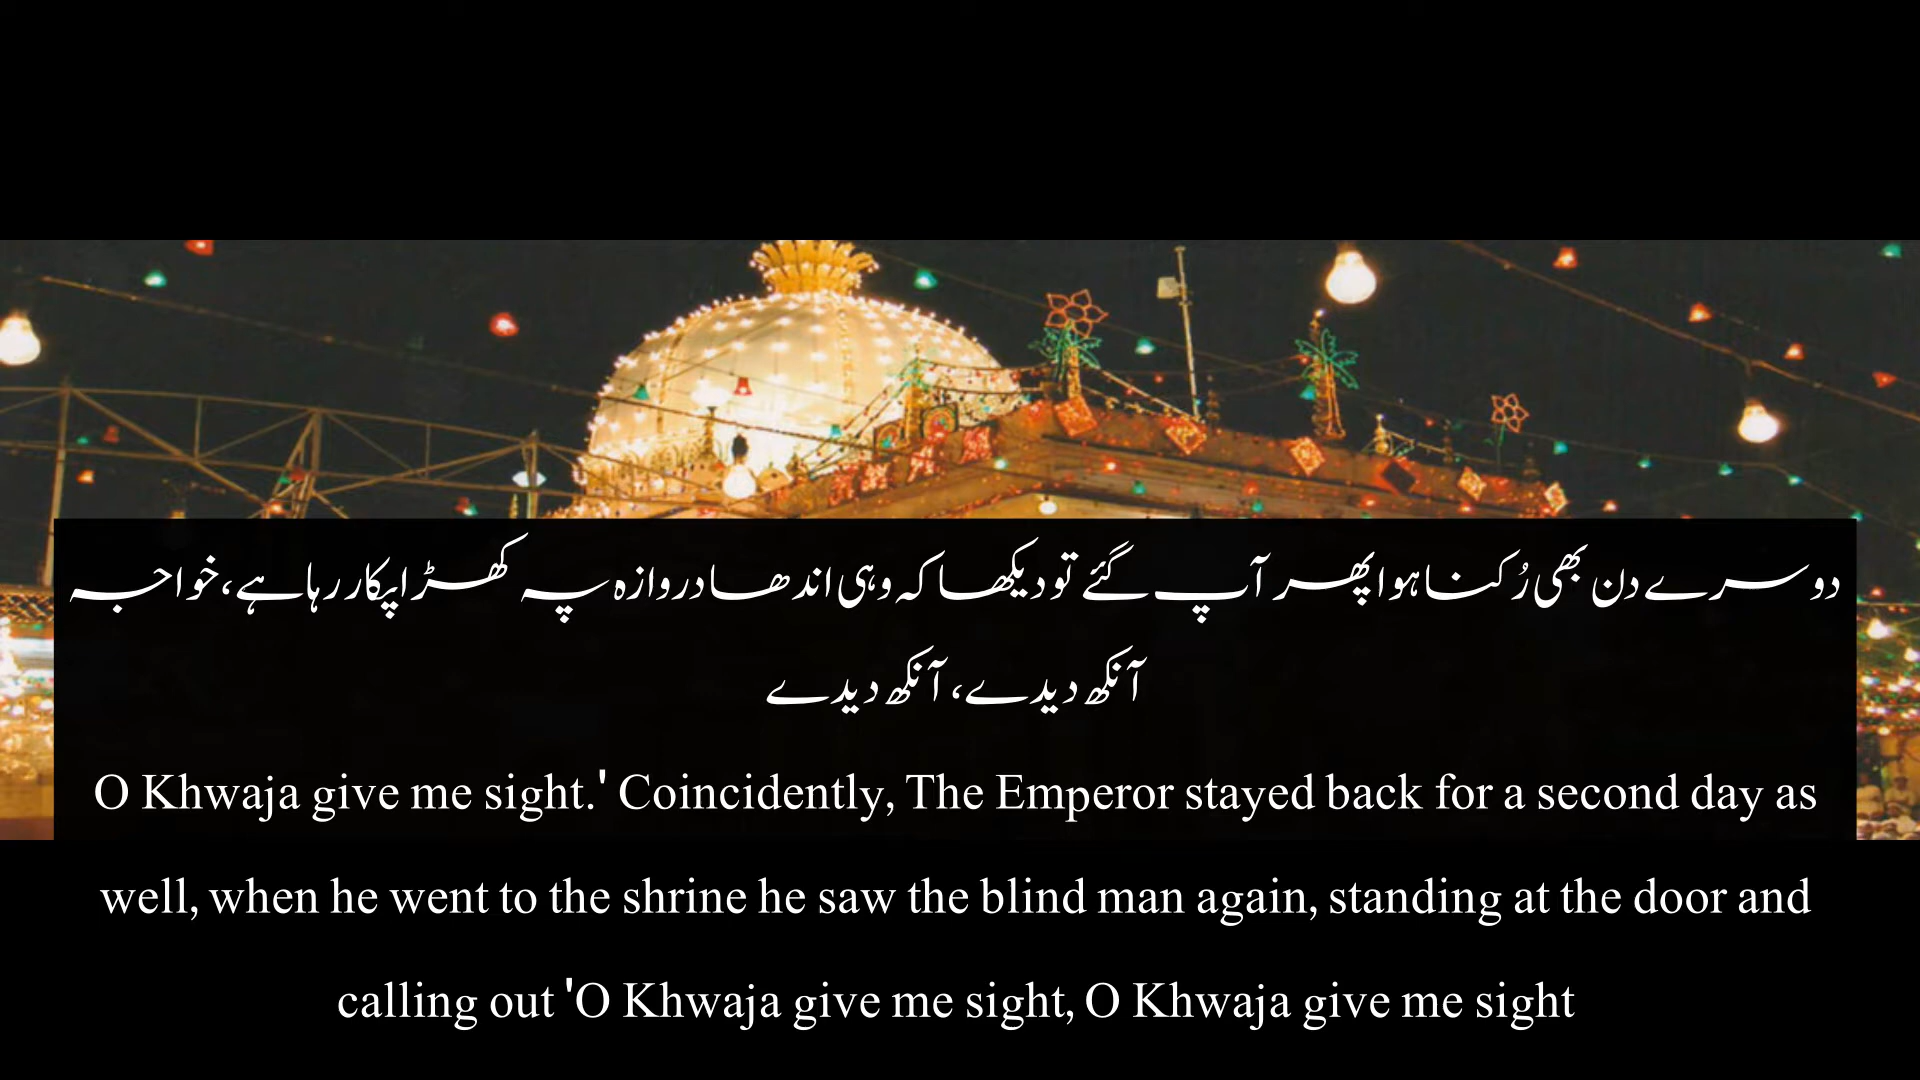 دوسرے دن بھی رُکنا ہوا پھر آپ گئے تو دیکھا کہ وہی اندھا دروازہ پہ کھڑا پکار رہا ہے، خواجہ
آنکھ دیدے، آنکھ دیدے
O Khwaja give me sight.' Coincidently, The Emperor stayed back for a second day as
well, when he went to the shrine he saw the blind man again, standing at the door and
calling out 'O Khwaja give me sight, O Khwaja give me sight